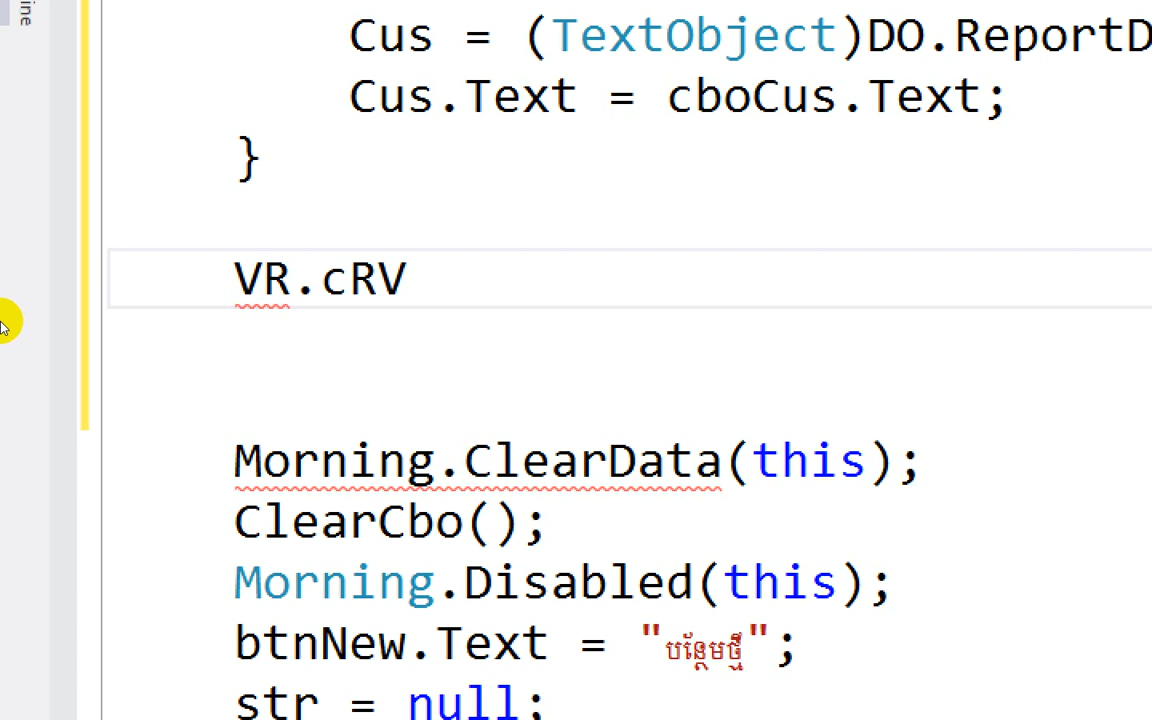 ine
Cus = (TextObject)DO.ReportD
Cus.Text = cboCus.Text;
}
VR.cRV
Morning.ClearData(this);
ClearCbo();
Morning.Disabled(this);
btnNew.Text = "បន្ថែមថ្មី";
str = null;